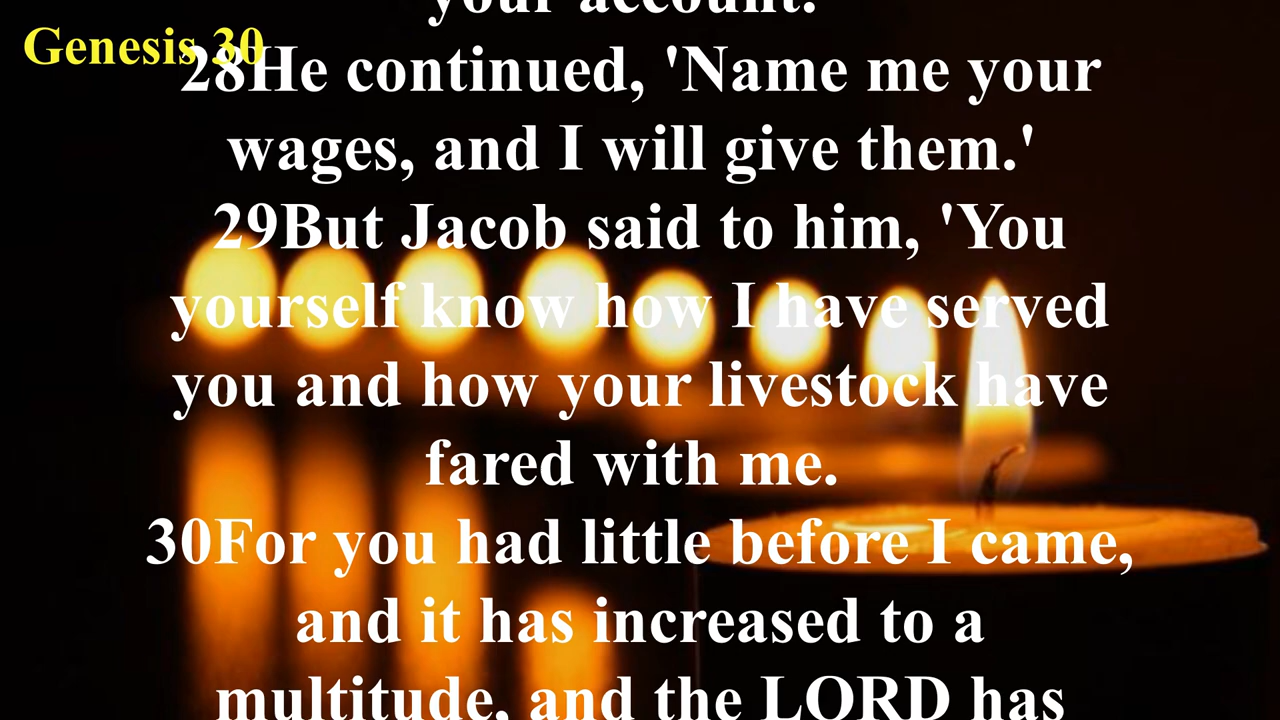 your account.'
Genesis 30
28He continued, 'Name me your
wages, and I will give them.'
29But Jacob said to him, 'You
yourself know how I have served
you and how your livestock have
fared with me.
30For you had little before I came,
and it has increased to a
multitude, and the LORD has